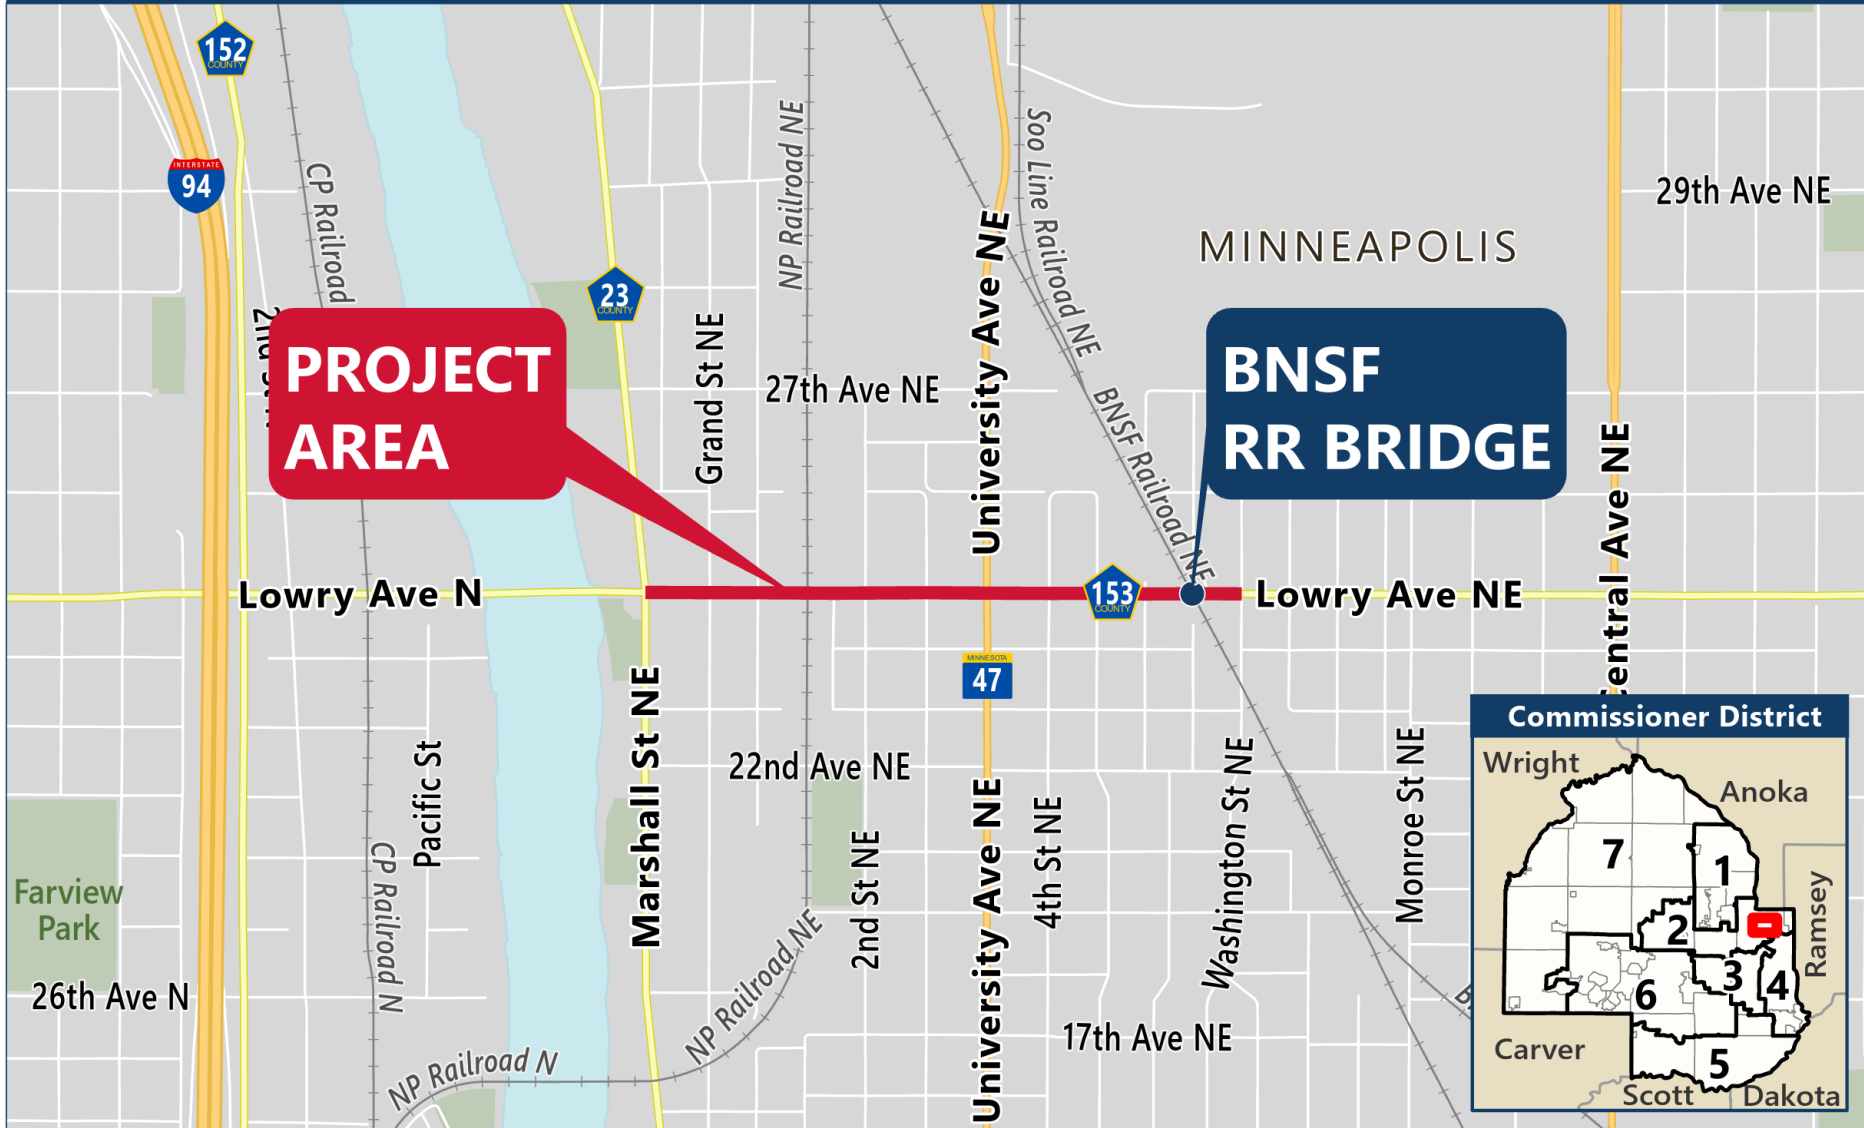 152
COUNTY
INTERSTATE
94
CP Railroad
NP Railroad NE
Soo Line Railroad NE
29th Ave NE
MINNEAPOLIS
23
COUNTY
University Ave NE
Grand St NE
27th Ave NE
PROJECT
AREA
BNSF
RR BRIDGE
BNSF Railroad NE
Central Ave NE
Lowry Ave N
153
COUNTY
Lowry Ave NE
MINNESOTA
47
Marshall St NE
Pacific St
22nd Ave NE
University Ave NE
2nd St NE
4th St NE
Washington St NE
Monroe St NE
Farview
Park
CP Railroad N
26th Ave N
NP Railroad N
NP Railroad NE
17th Ave NE
Commissioner District
Wright
Anoka
7
1
2
Ramsey
3
4
6
Carver
5
Scott
Dakota